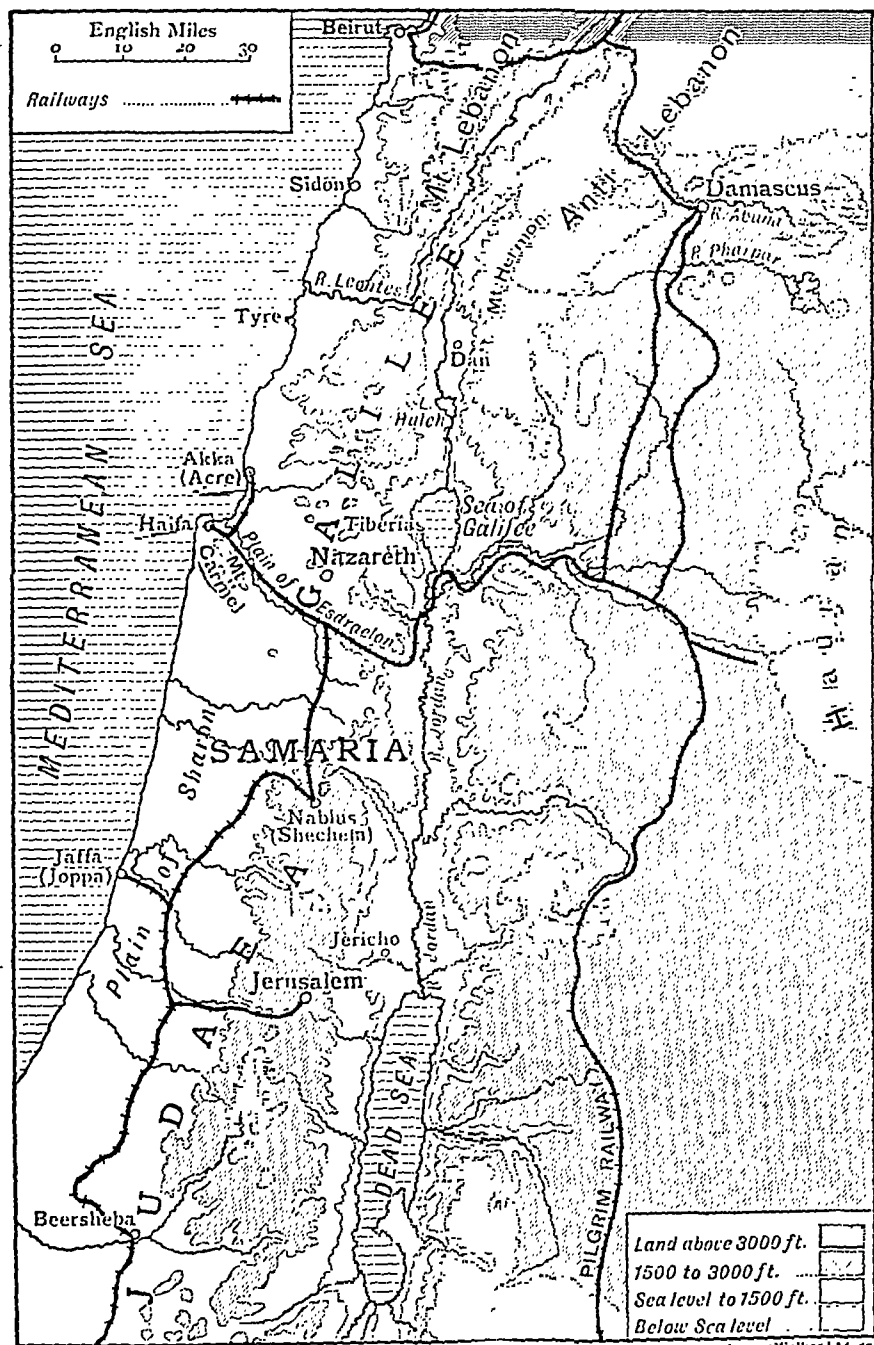 English Miles
0 10 20 30
Railways
Beirut
Mt. Lebanon
Anti Lebanon
Sidon
Damascus
R. Abana
R. Pharpar
Mt. Hermon
R. Leontes
Tyre
Dan
Huleh
MEDITERRANEAN SEA
GALILEE
Akka
(Acre)
Haifa
Tiberias
Sea of
Galilee
Nazareth
Plain of Esdraelon
Mt.
Carmel
Hauran
R. Jordan
SAMARIA
Plain of Sharon
Nablus
(Shechem)
Jaffa
(Joppa)
Jericho
R. Jordan
Jerusalem
JUDAEA
DEAD SEA
PILGRIM RAILWAY
Beersheba
Land above 3000 ft.
1500 to 3000 ft.
Sea level to 1500 ft.
Below Sea level